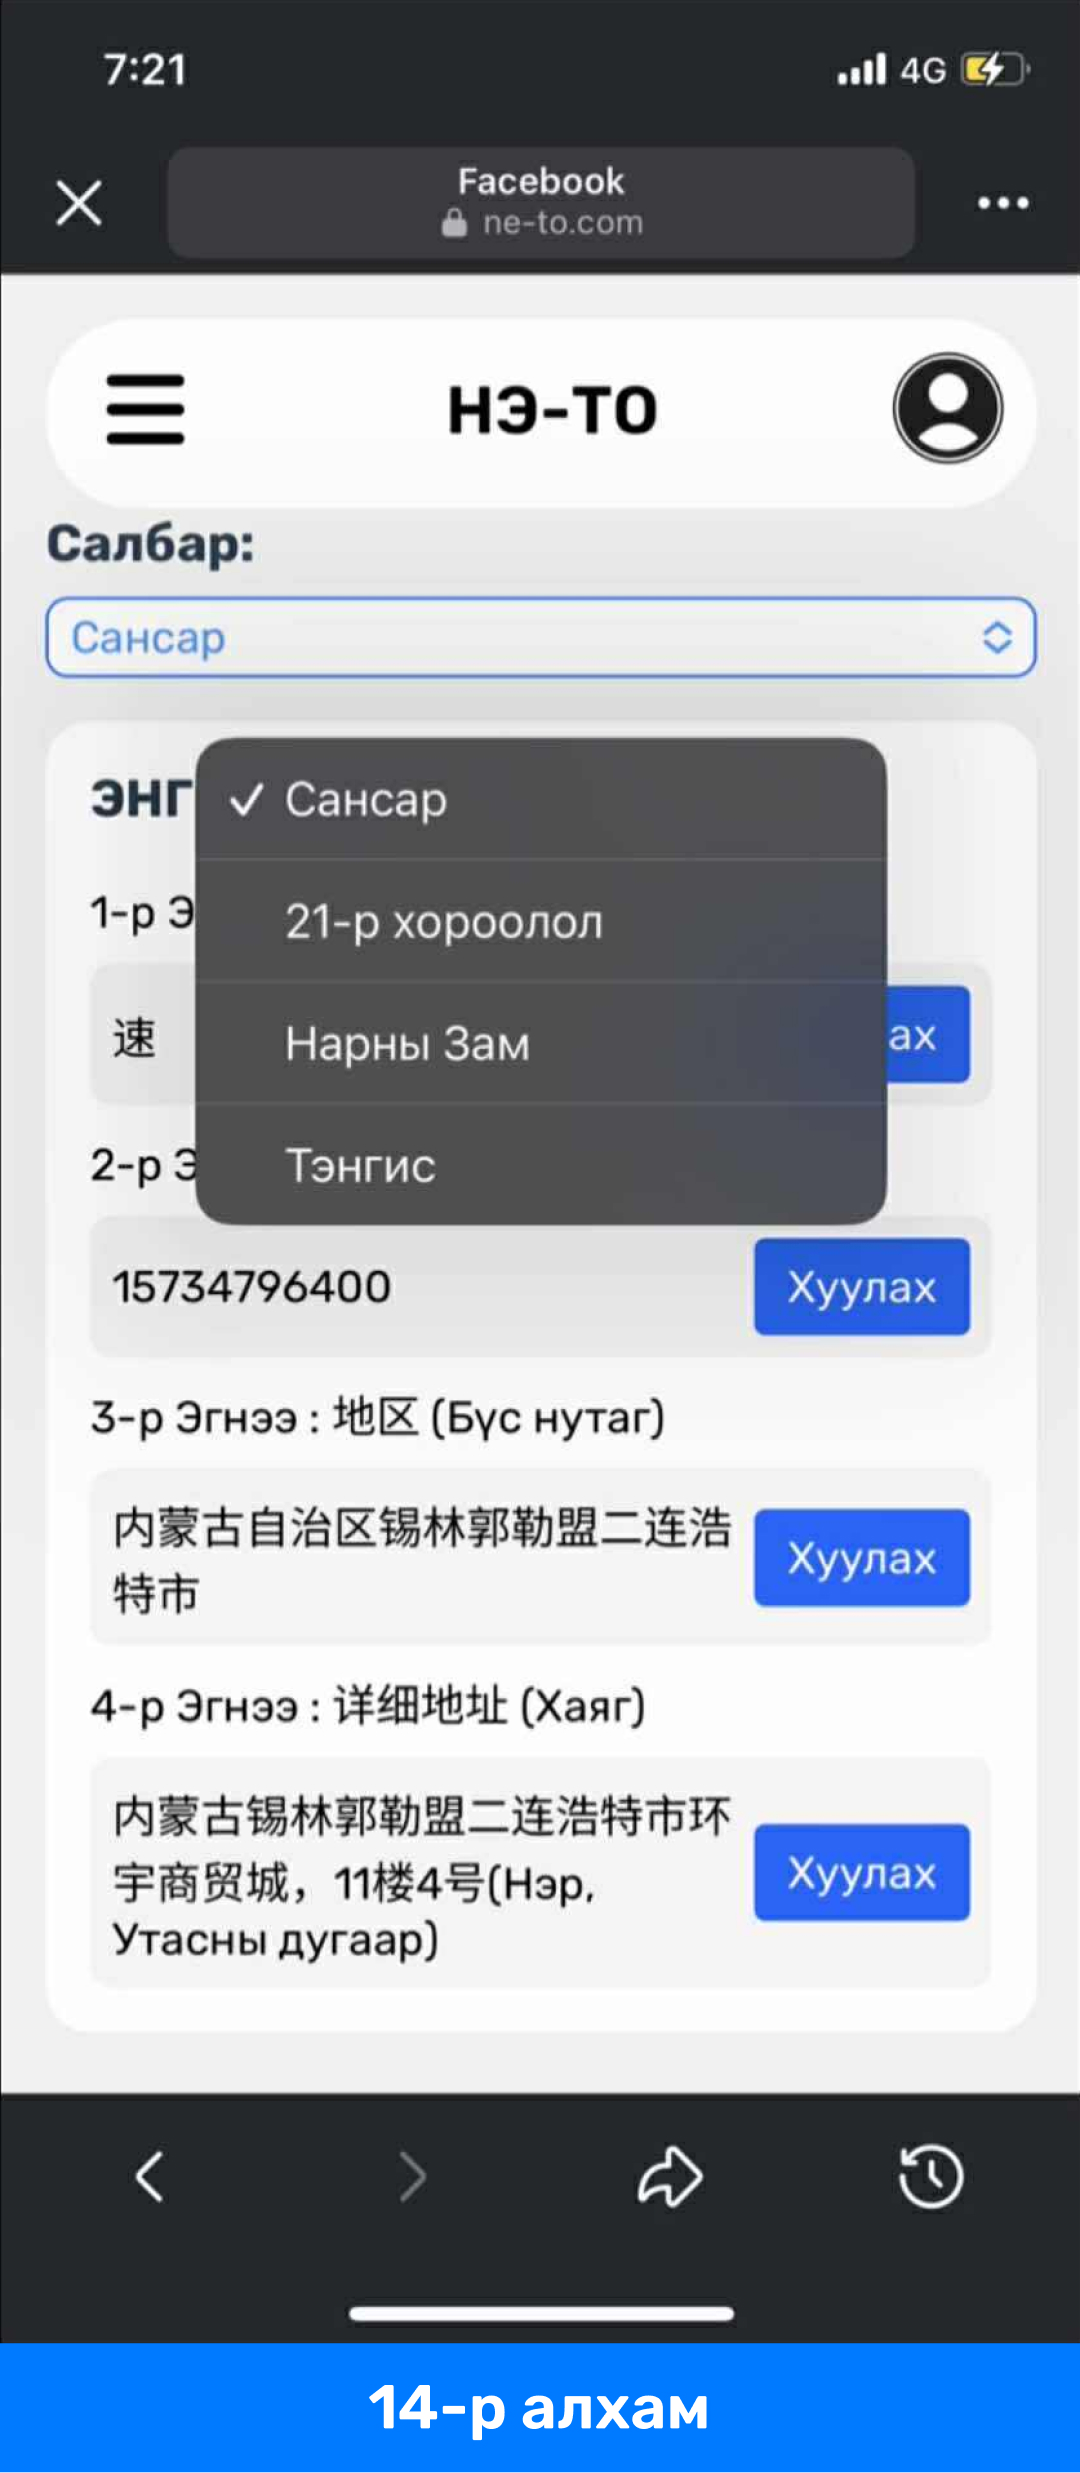 7:21
4G
Facebook
ne-to.com
НЭ-ТО
Салбар:
Сансар
ЭНГ
Сансар
1-р Э
21-р хороолол
速
Нарны Зам
ах
2-р Э
Тэнгис
15734796400
Хуулах
3-р Эгнээ : 地区 (Бүс нутаг)
内蒙古自治区锡林郭勒盟二连浩
特市
Хуулах
4-р Эгнээ : 详细地址 (Хаяг)
内蒙古锡林郭勒盟二连浩特市环
宇商贸城，11楼4号(Нэр,
Утасны дугаар)
Хуулах
14-р алхам